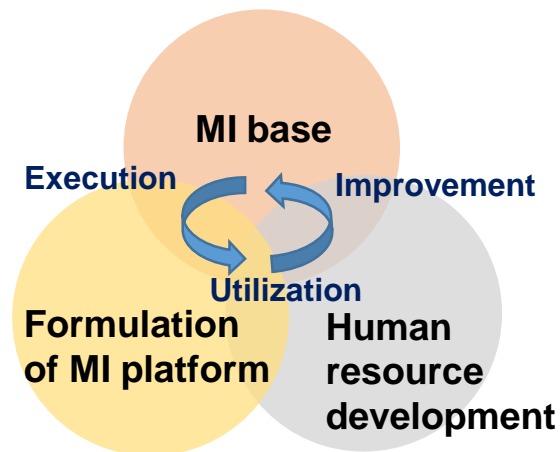 MI base
Execution
Improvement
Utilization
Formulation
of MI platform
Human
resource
development